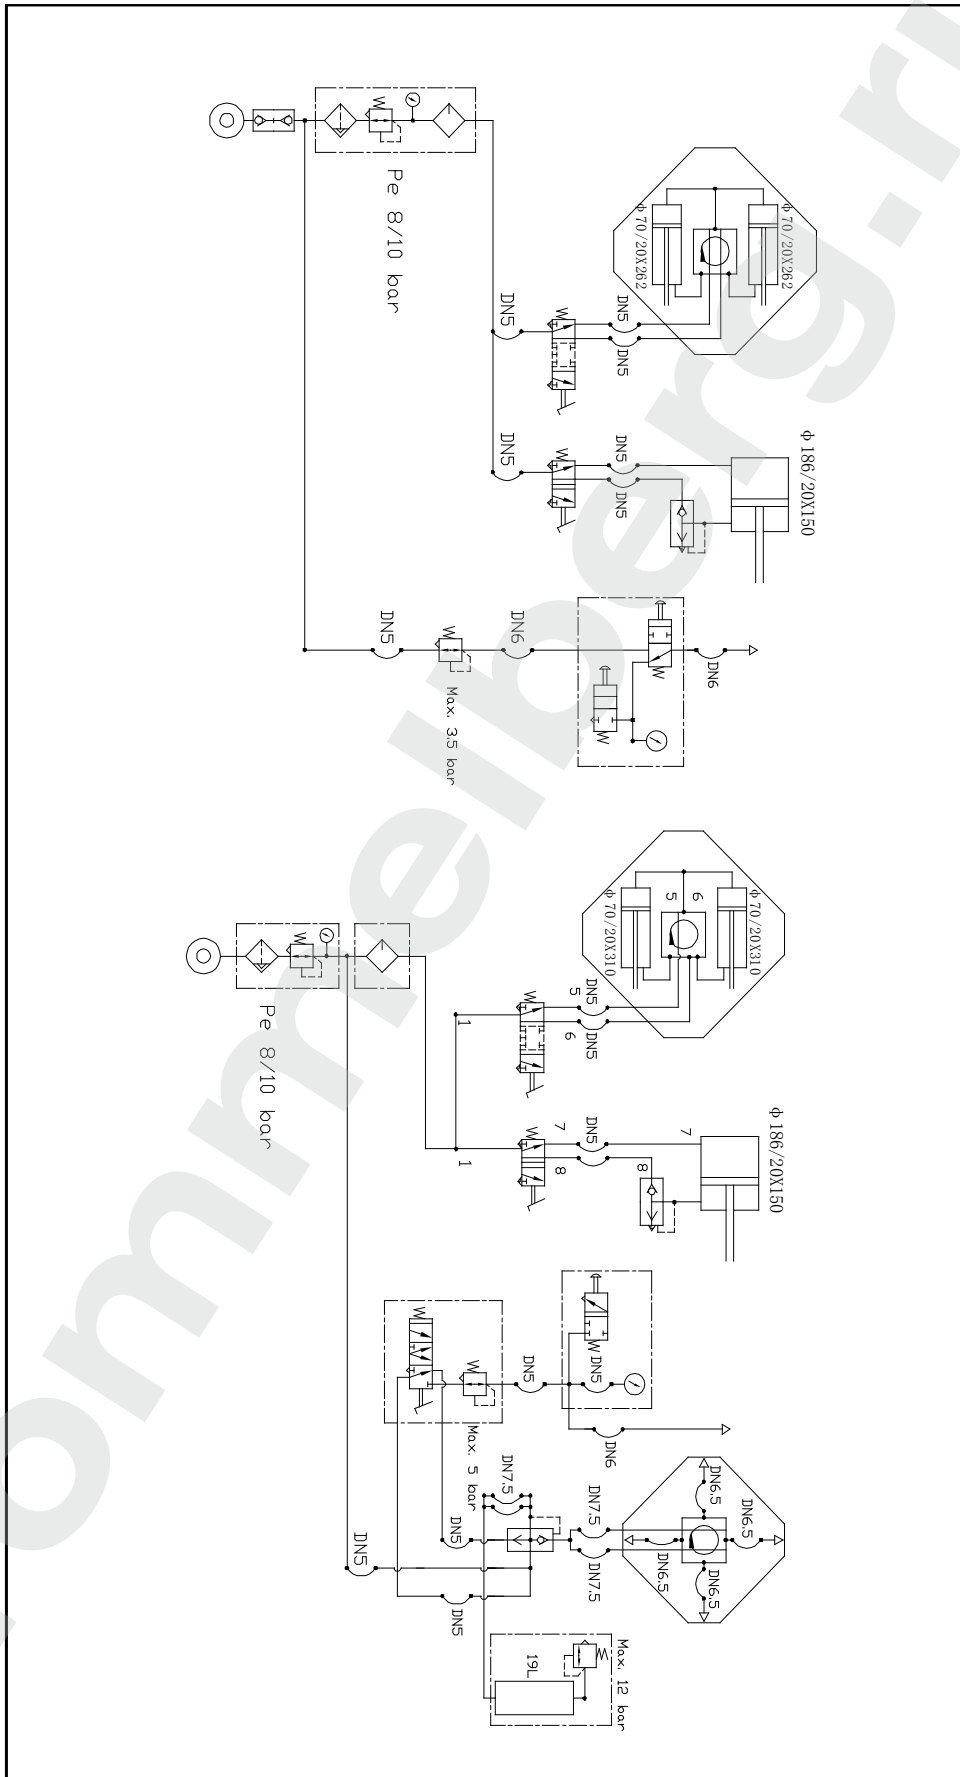 Pe 8/10 bar
φ 70/20X262
φ 70/20X262
DN5
DN5
DN5
φ 186/20X150
DN5
DN5
DN5
DN5
Max. 3.5 bar
DN6
DN6
Pe 8/10 bar
φ 70/20X310
φ 70/20X310
5
6
DN5
5
6
DN5
1
φ 186/20X150
7
DN5
7
8
8
1
DN5
DN5
DN6
Max. 5 bar
DN7.5
DN5
DN5
DN5
DN7.5
DN7.5
DN6.5
DN6.5
DN6.5
DN6.5
19L
Max. 12 bar
ommelberg.r